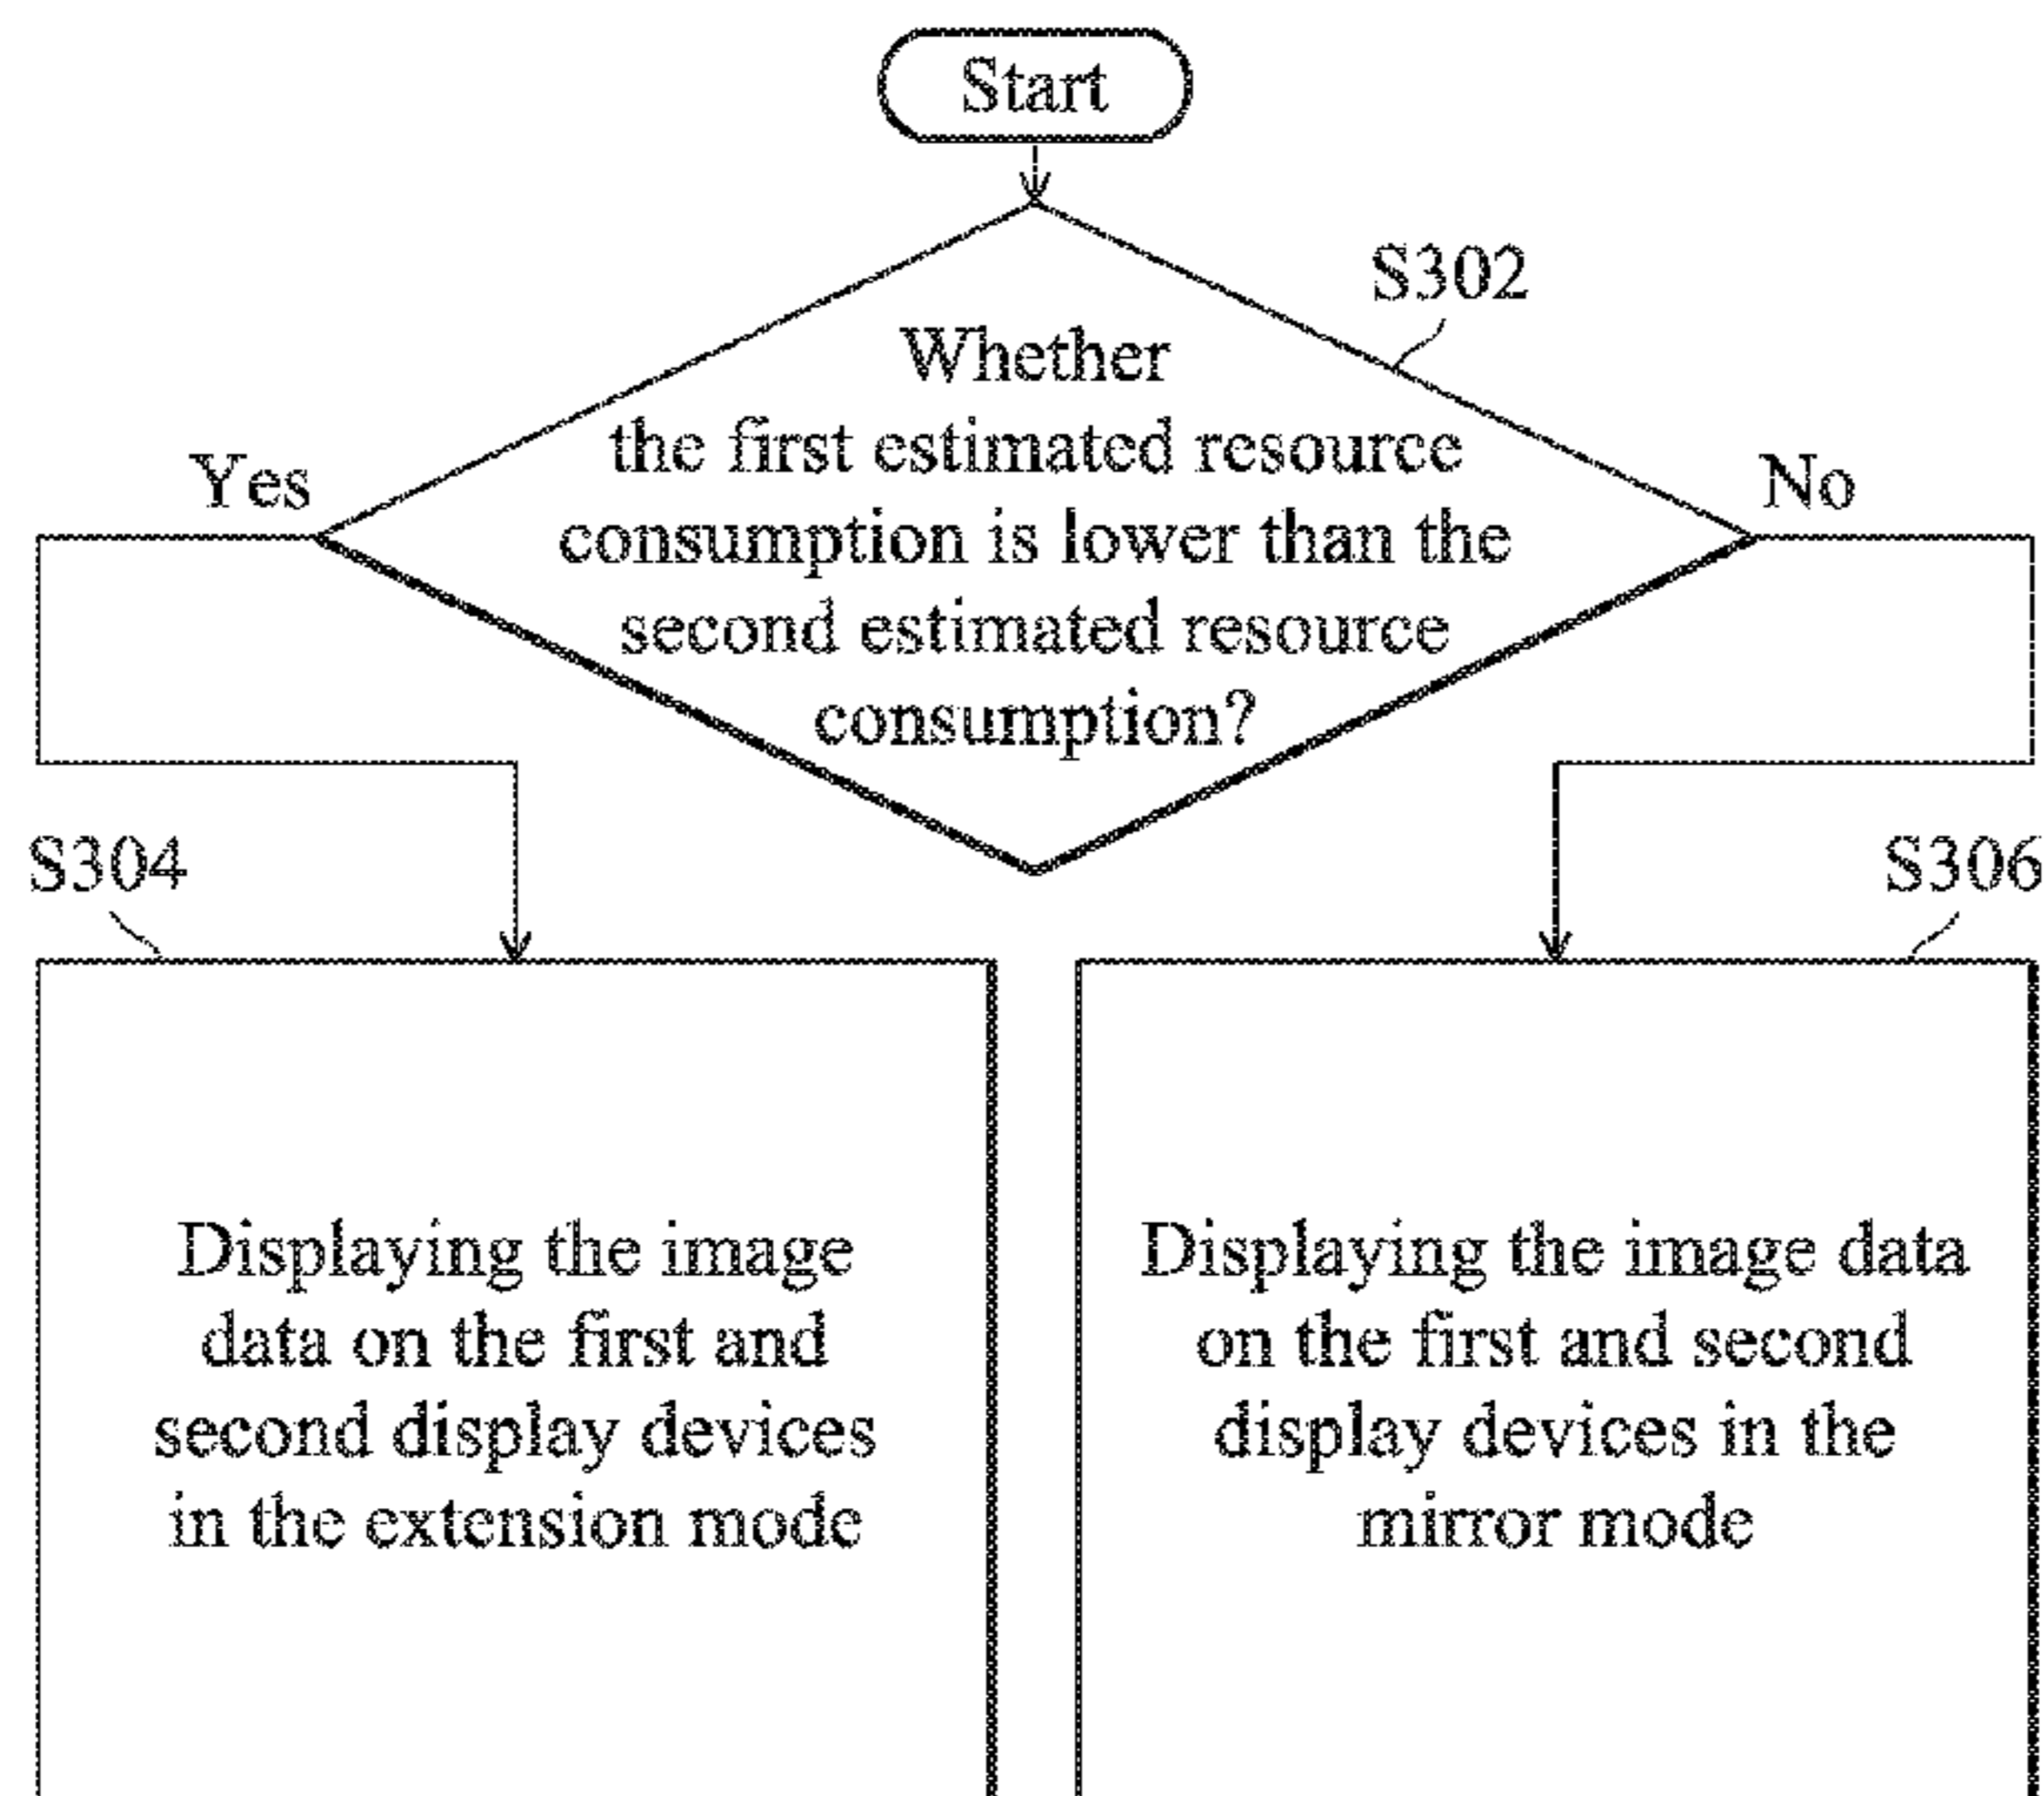 Start
S302
Whether
the first estimated resource
consumption is lower than the
second estimated resource
consumption?
Yes
No
S304
S306
Displaying the image
data on the first and
second display devices
in the extension mode
Displaying the image data
on the first and second
display devices in the
mirror mode